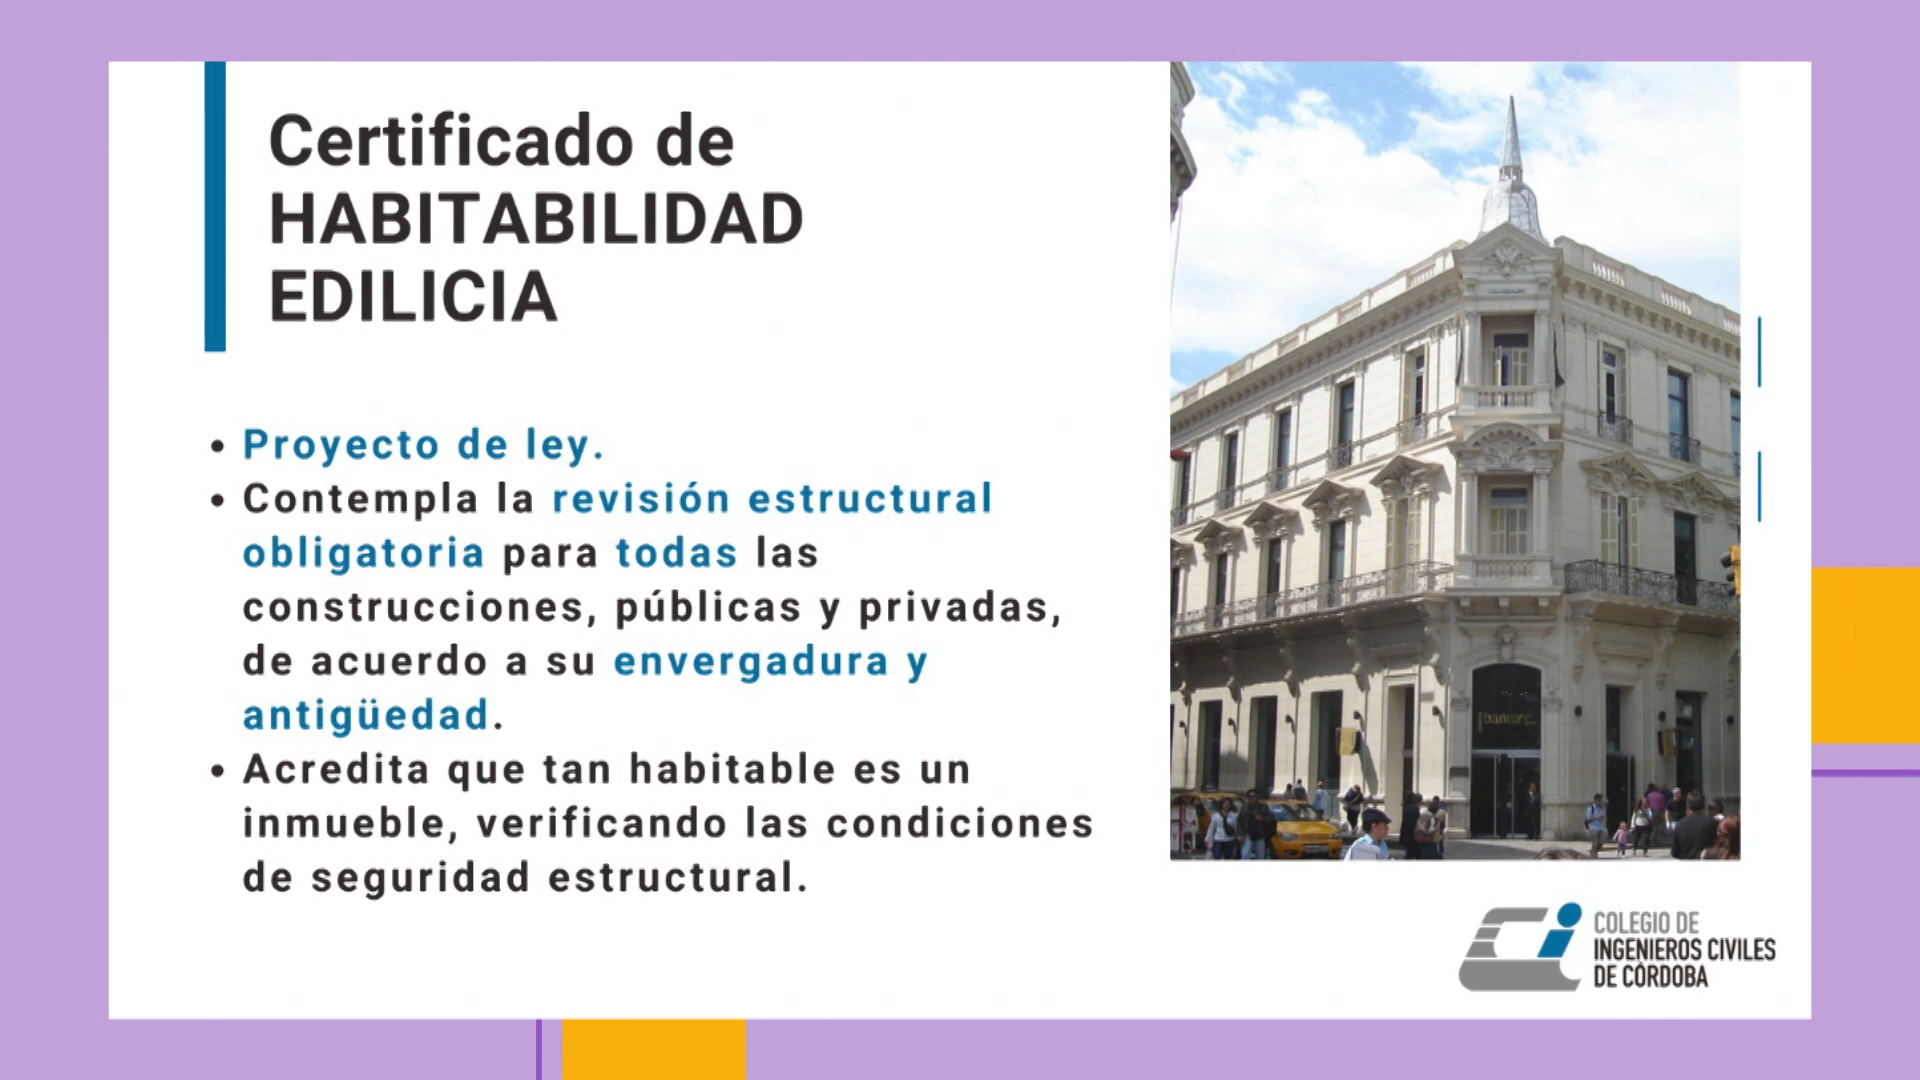 Certificado de
HABITABILIDAD
EDILICIA
• Proyecto de ley.
• Contempla la revisión estructural
obligatoria para todas las
construcciones, públicas y privadas,
de acuerdo a su envergadura y
antigüedad.
• Acredita que tan habitable es un
inmueble, verificando las condiciones
de seguridad estructural.
bancor
COLEGIO DE
INGENIEROS CIVILES
DE CÓRDOBA